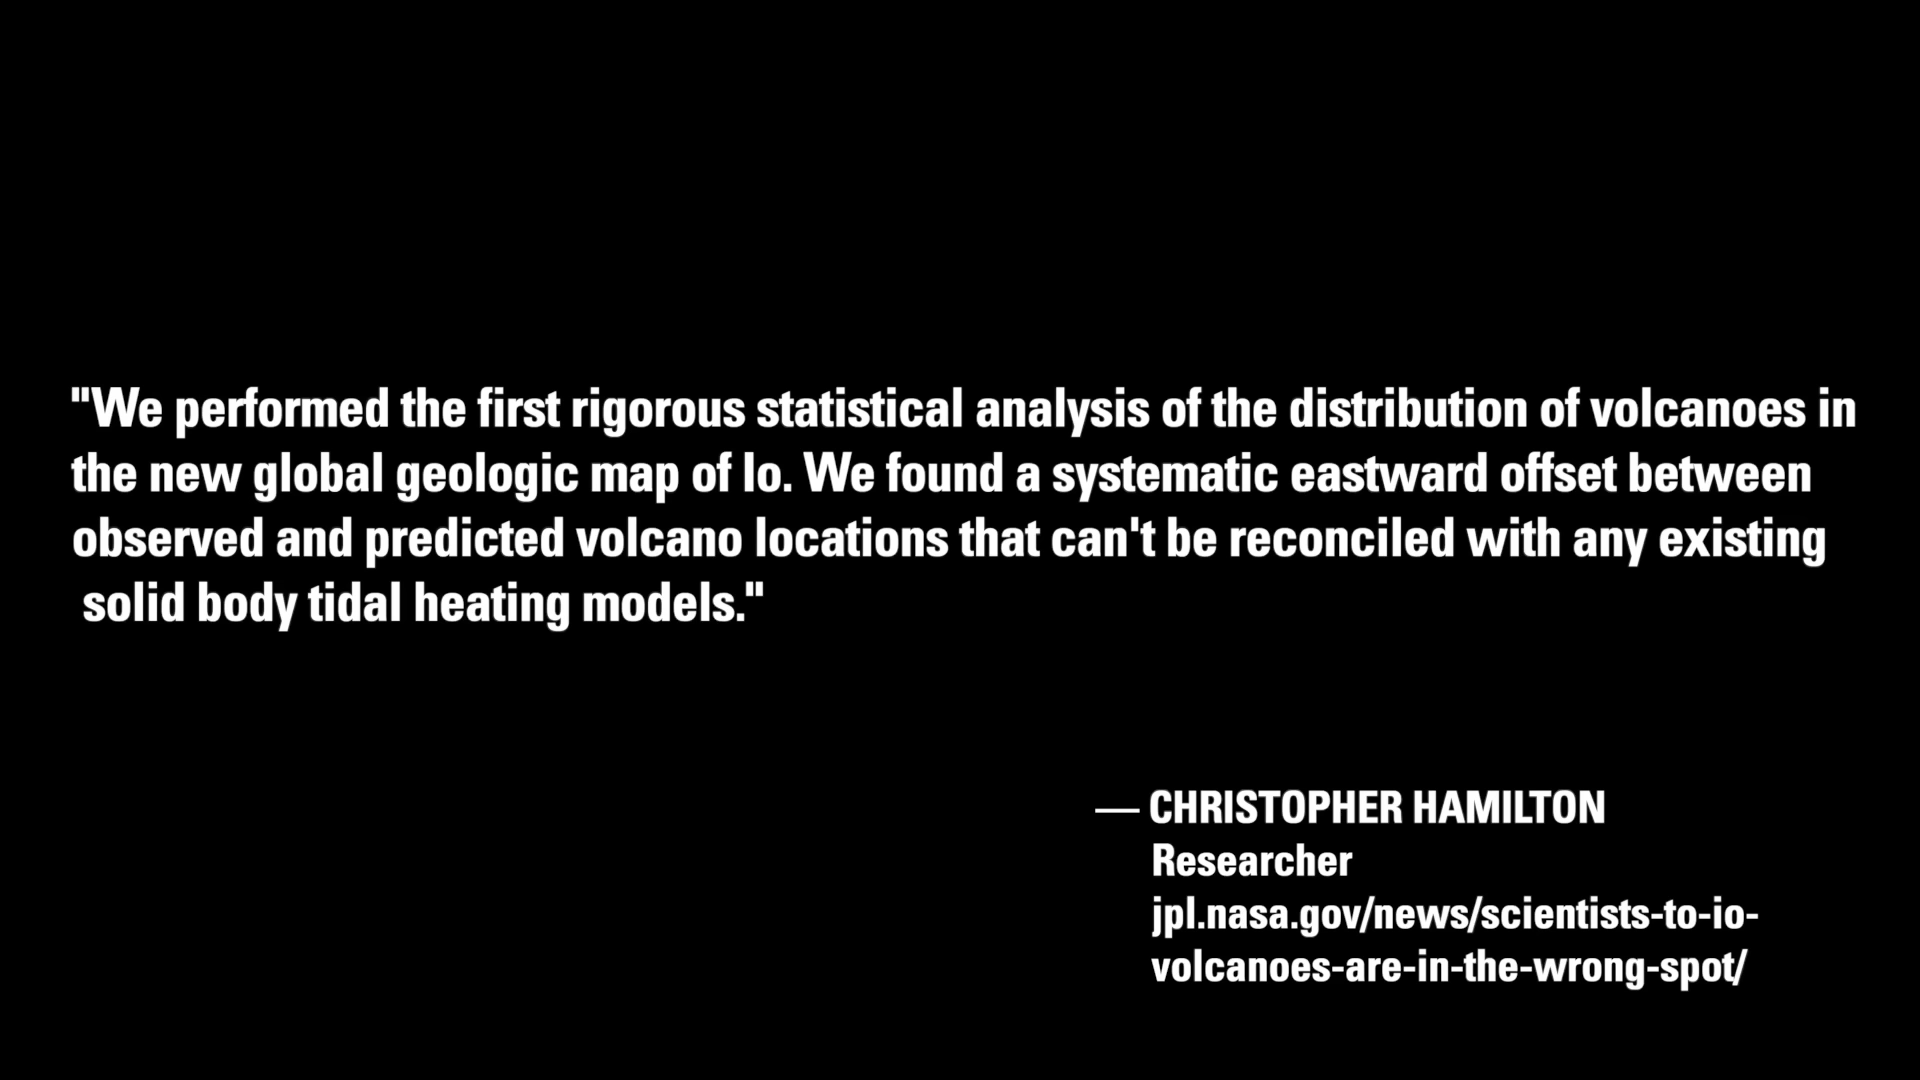 "We performed the first rigorous statistical analysis of the distribution of volcanoes in
the new global geologic map of Io. We found a systematic eastward offset between
observed and predicted volcano locations that can't be reconciled with any existing
solid body tidal heating models."
— CHRISTOPHER HAMILTON
Researcher
jpl.nasa.gov/news/scientists-to-io-
volcanoes-are-in-the-wrong-spot/